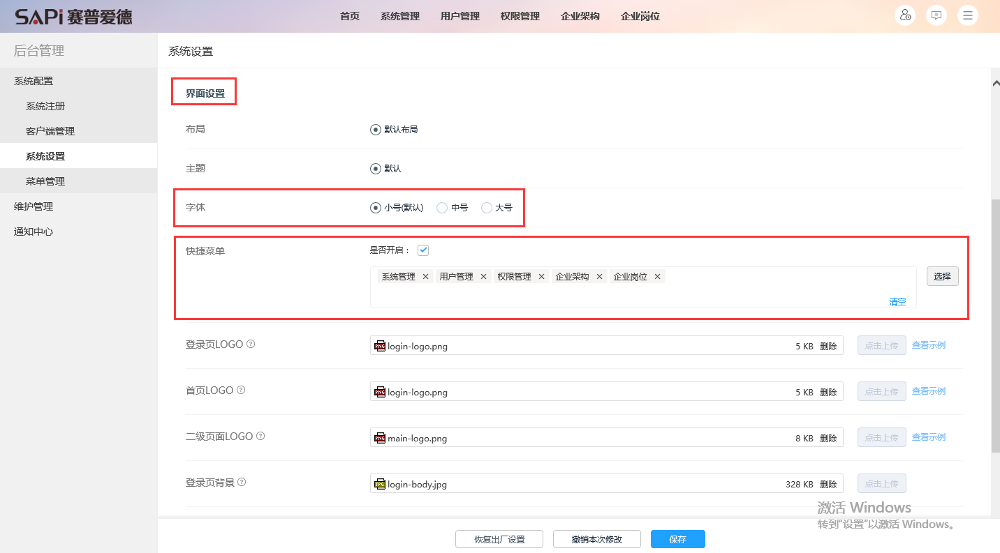 SAPi 赛普爱德 首页 系统管理 用户管理 权限管理 企业架构 企业岗位
后台管理
系统配置
系统注册
客户端管理
系统设置
菜单管理
维护管理
通知中心
系统设置
界面设置
布局 默认布局
主题 默认
字体 小号(默认) 中号 大号
快捷菜单 是否开启：
系统管理 × 用户管理 × 权限管理 × 企业架构 × 企业岗位 × 选择
清空
登录页LOGO ? PNG login-logo.png 5 KB 删除 点击上传 查看示例
首页LOGO ? PNG login-logo.png 5 KB 删除 点击上传 查看示例
二级页面LOGO ? PNG main-logo.png 8 KB 删除 点击上传 查看示例
登录页背景 ? JPG login-body.jpg 328 KB 删除 点击上传
激活 Windows
转到"设置"以激活 Windows。
恢复出厂设置 撤销本次修改 保存